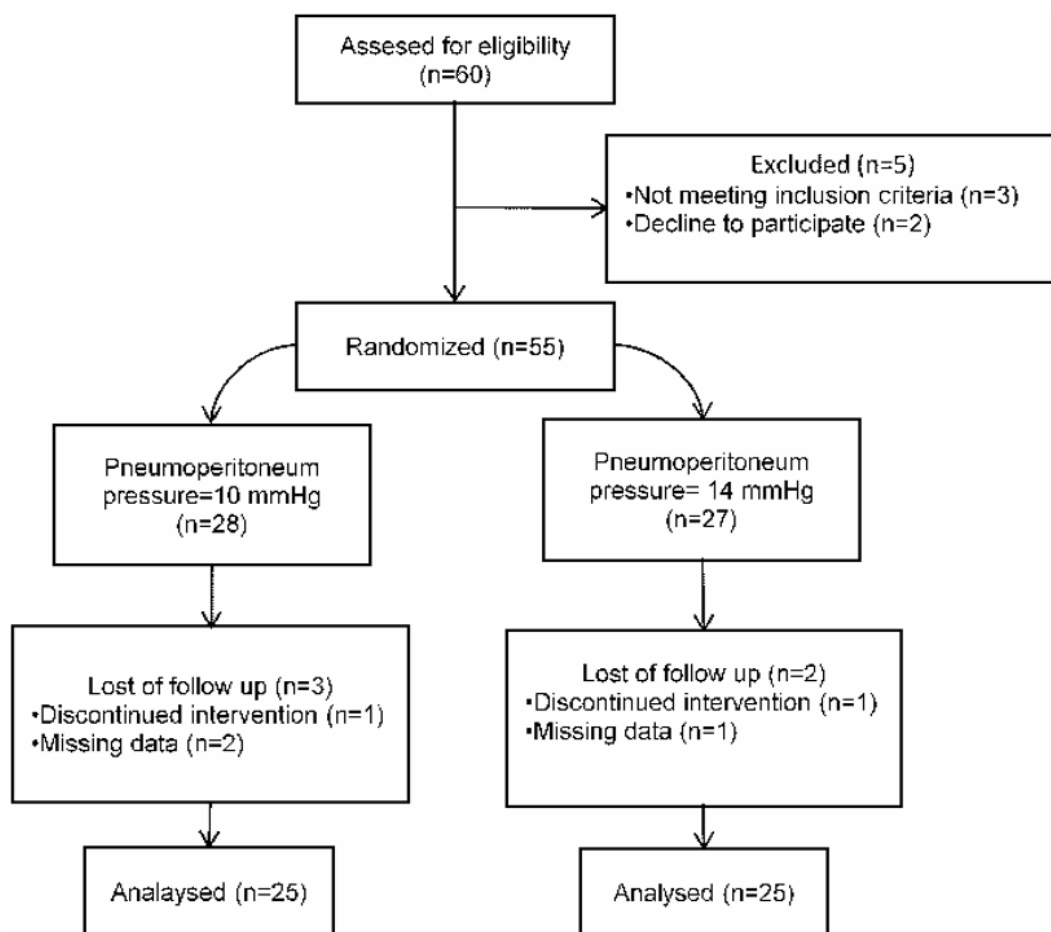 Assesed for eligibility
(n=60)
Excluded (n=5)
•Not meeting inclusion criteria (n=3)
•Decline to participate (n=2)
Randomized (n=55)
Pneumoperitoneum
pressure=10 mmHg
(n=28)
Pneumoperitoneum
pressure= 14 mmHg
(n=27)
Lost of follow up (n=3)
•Discontinued intervention (n=1)
•Missing data (n=2)
Lost of follow up (n=2)
•Discontinued intervention (n=1)
•Missing data (n=1)
Analaysed (n=25)
Analysed (n=25)